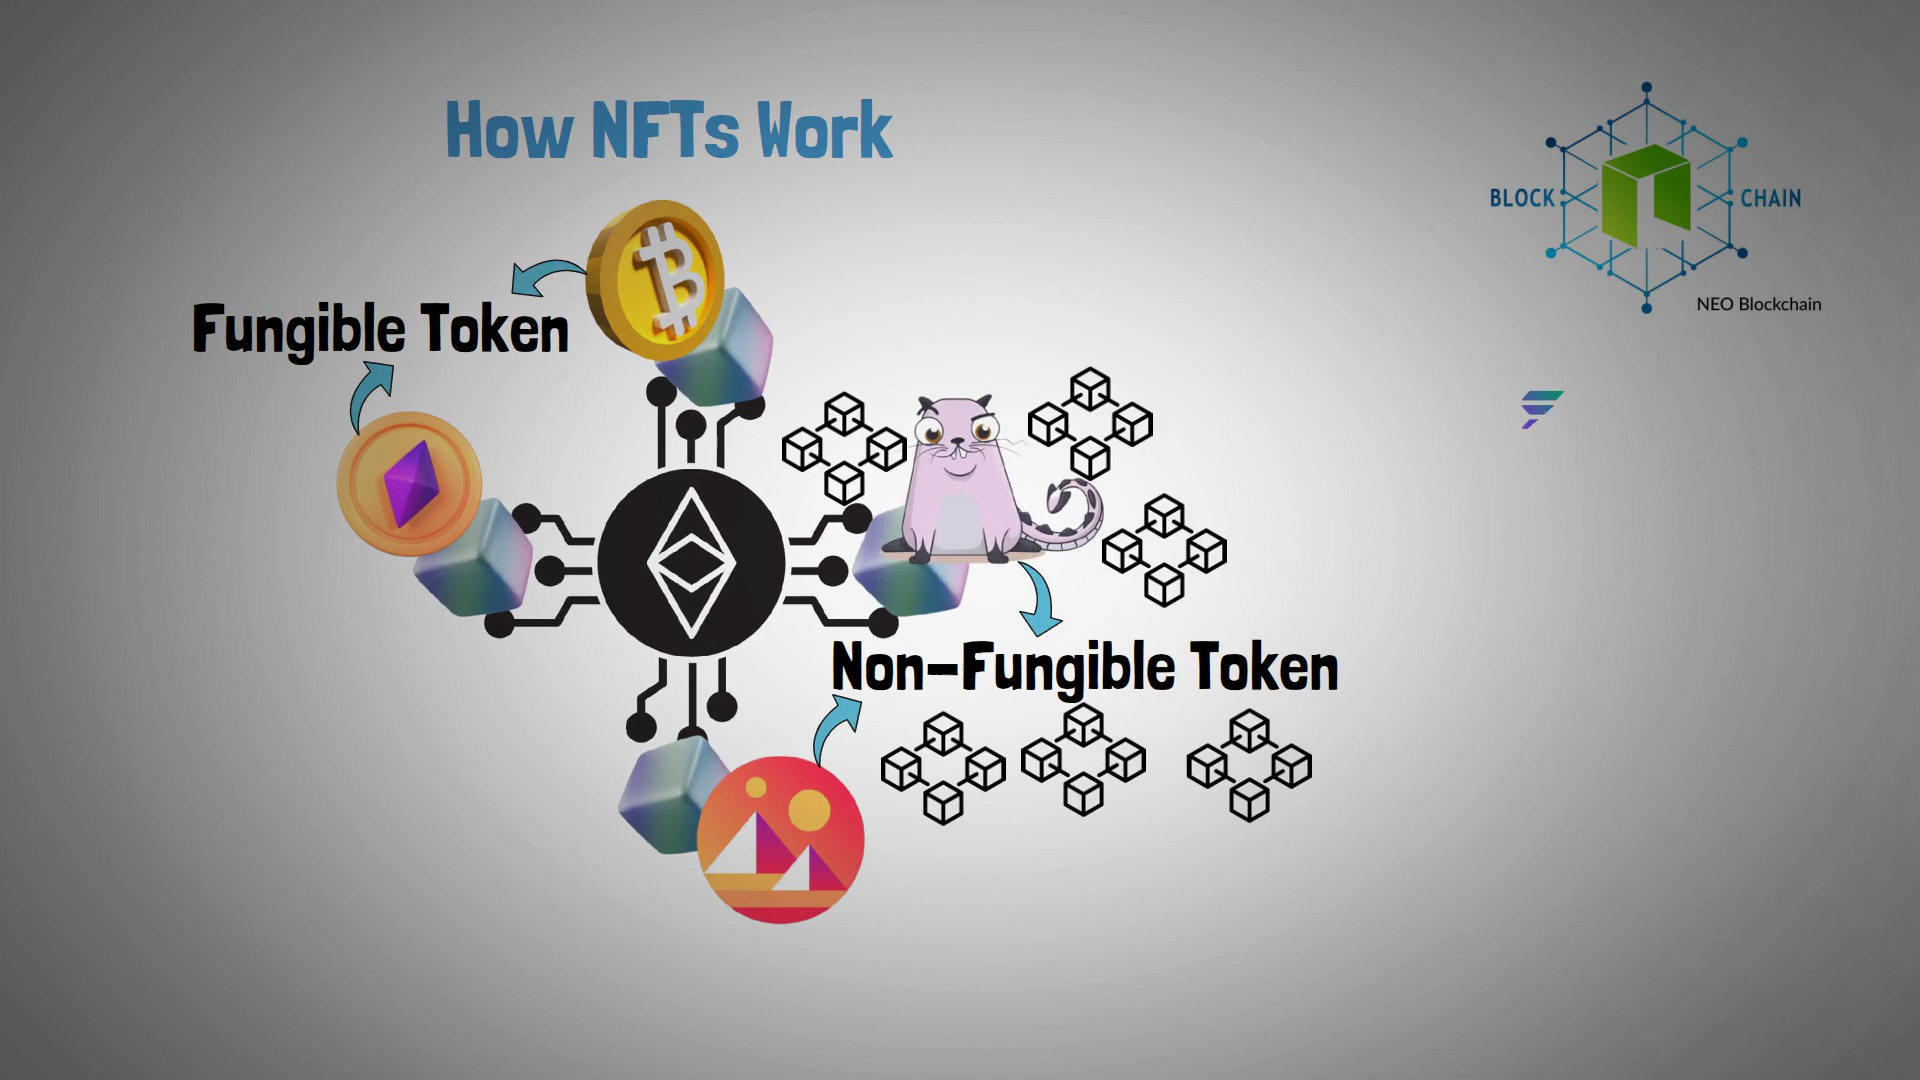 How NFTs Work
BLOCK CHAIN
NEO Blockchain
Fungible Token
Non-Fungible Token